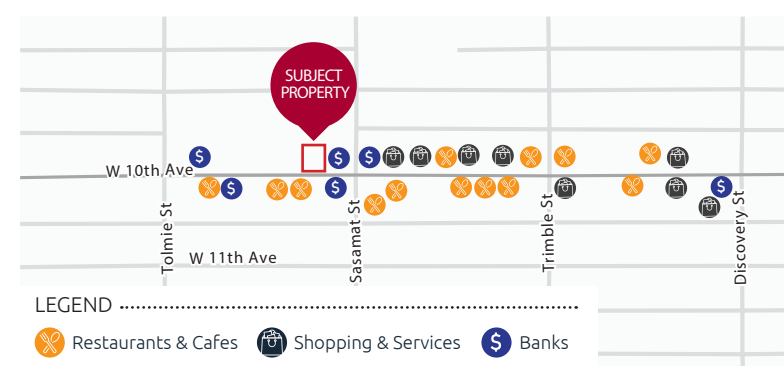 SUBJECT
PROPERTY
W 10th Ave
Tolmie St
Sasamat St
Trimble St
Discovery St
W 11th Ave
LEGEND
Restaurants & Cafes
Shopping & Services
$ Banks